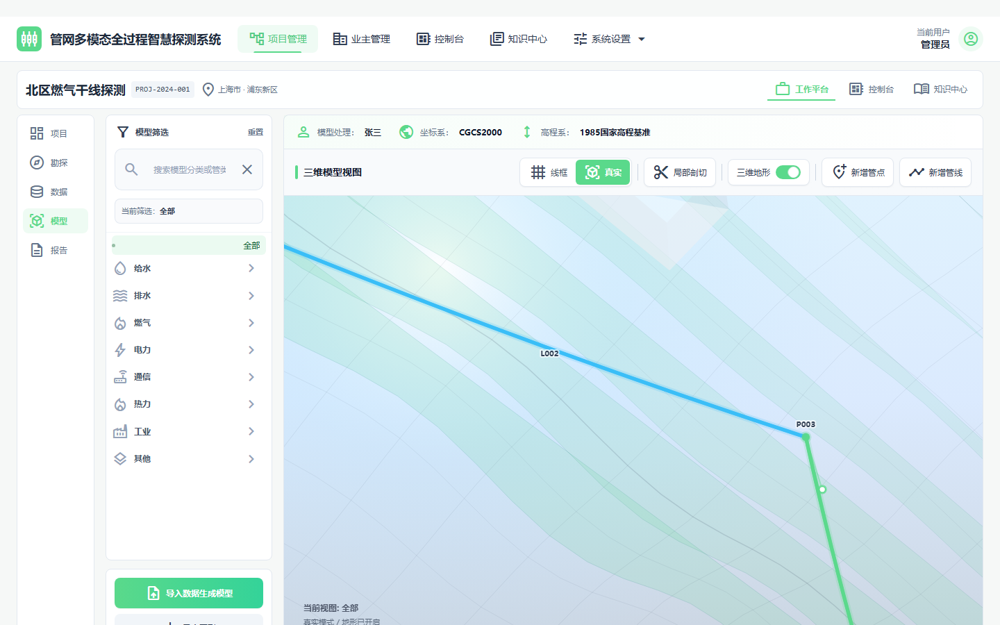 管网多模态全过程智慧探测系统
项目管理
业主管理
控制台
知识中心
系统设置
当前用户
管理员
北区燃气干线探测
PROJ-2024-001
上海市 · 浦东新区
工作平台
控制台
知识中心
项目
勘探
数据
模型
报告
模型筛选
重置
搜索模型分类或管类
当前筛选: 全部
全部
给水
排水
燃气
电力
通信
热力
工业
其他
导入数据生成模型
模型处理: 张三
坐标系: CGCS2000
高程系: 1985国家高程基准
三维模型视图
线框
真实
局部剖切
三维地形
新增管点
新增管线
L002
P003
当前视图: 全部
真实模式 / 地形已开启